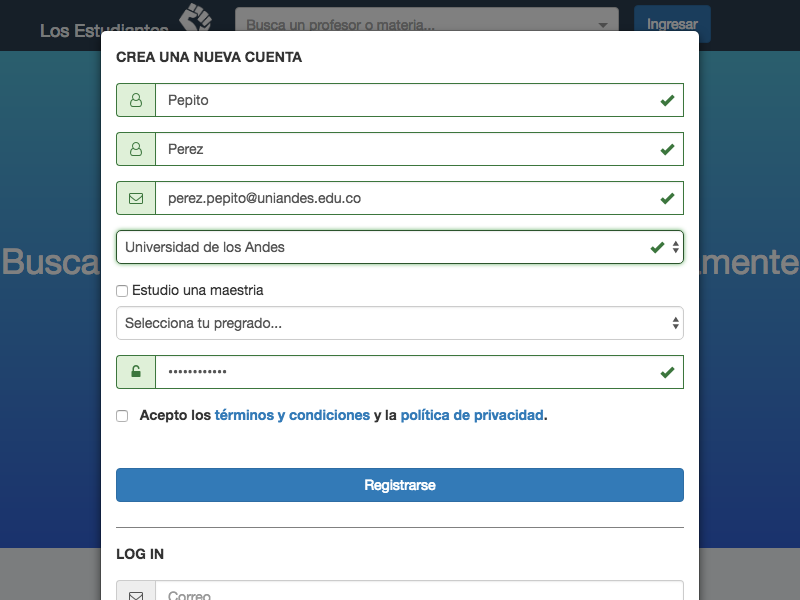 Los Estudiantes
Busca un profesor o materia...
Ingresar
CREA UNA NUEVA CUENTA
Pepito
Perez
perez.pepito@uniandes.edu.co
Universidad de los Andes
Busca
mente
Estudio una maestria
Selecciona tu pregrado...
••••••••••••
Acepto los términos y condiciones y la política de privacidad.
Registrarse
LOG IN
Correo